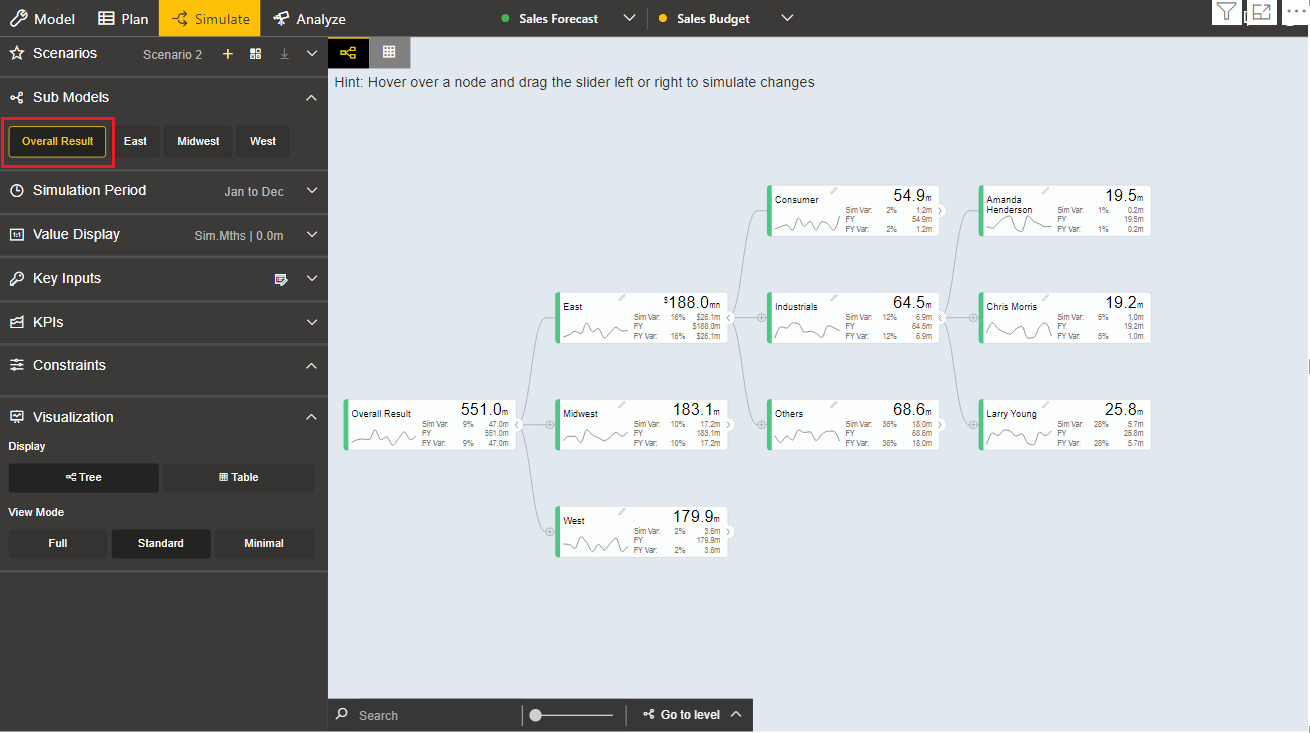 Model Plan Simulate Analyze Sales Forecast Sales Budget
Scenarios Scenario 2
Sub Models
Overall Result East Midwest West
Simulation Period Jan to Dec
Value Display Sim.Mths | 0.0m
Key Inputs
KPIs
Constraints
Visualization
Display
Tree Table
View Mode
Full Standard Minimal
Hint: Hover over a node and drag the slider left or right to simulate changes
Overall Result 551.0m
Sim Var: 9% 47.0m
FY 551.0m
FY Var: 9% 47.0m
East $188.0mn
Sim Var: 16% $26.1m
FY $188.0m
FY Var: 16% $26.1m
Midwest 183.1m
Sim Var: 10% 17.2m
FY 183.1m
FY Var: 10% 17.2m
West 179.9m
Sim Var: 2% 3.6m
FY 179.9m
FY Var: 2% 3.6m
Consumer 54.9m
Sim Var: 2% 1.2m
FY 54.9m
FY Var: 2% 1.2m
Industrials 64.5m
Sim Var: 12% 6.9m
FY 64.5m
FY Var: 12% 6.9m
Others 68.6m
Sim Var: 36% 18.0m
FY 68.6m
FY Var: 36% 18.0m
Amanda 19.5m
Henderson Sim Var: 1% 0.2m
FY 19.5m
FY Var: 1% 0.2m
Chris Morris 19.2m
Sim Var: 5% 1.0m
FY 19.2m
FY Var: 5% 1.0m
Larry Young 25.8m
Sim Var: 28% 5.7m
FY 25.8m
FY Var: 28% 5.7m
Search Go to level